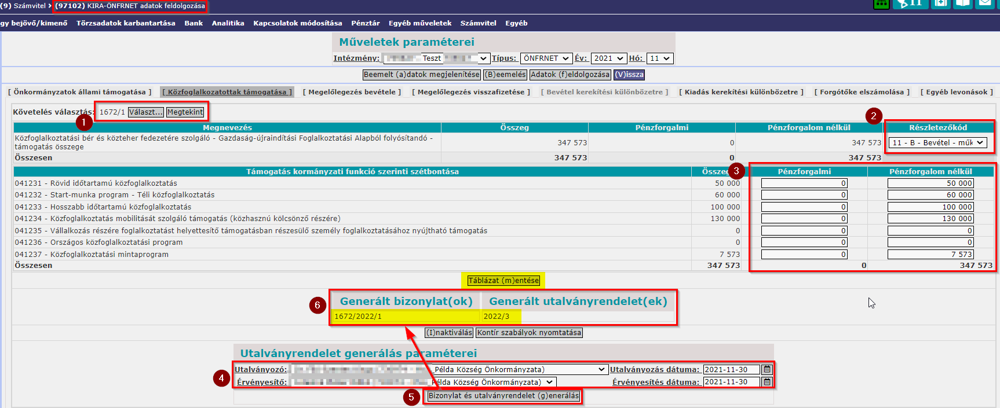 (9) Számvitel > (97102) KIRA-ÖNFRNET adatok feldolgozása
11
gy bejövő/kimenő Törzsadatok karbantartása Bank Analitika Kapcsolatok módosítása Pénztár Egyéb műveletek Számvitel Egyéb
Műveletek paraméterei
Intézmény: Teszt Típus: ÖNFRNET Év: 2021 Hó: 11
Beemelt (a)datok megjelenítése (B)eemelés Adatok (f)eldolgozása (V)issza
[ Önkormányzatok állami támogatása ] [ Közfoglalkozatottak támogatása ] [ Megelőlegezés bevétele ] [ Megelőlegezés visszafizetése ] [ Bevétel kerekítési különbözetre ] [ Kiadás kerekítési különbözetre ] [ Forgótőke elszámolása ] [ Egyéb levonások ]
Követelés választás: 1672/1 Választ... Megtekint
1
2
Megnevezés Összeg Pénzforgalmi Pénzforgalom nélkül Részletezőkód
Közfoglalkoztatási bér és közteher fedezetére szolgáló - Gazdaság-újraindítási Foglalkoztatási Alapból folyósítandó -
támogatás összege 347 573 0 347 573 11 - B - Bevétel - műk
Összesen 347 573 0 347 573
Támogatás kormányzati funkció szerinti szétbontása Összeg 3 Pénzforgalmi Pénzforgalom nélkül
041231 - Rövid időtartamú közfoglalkoztatás 50 000 0 50 000
041232 - Start-munka program - Téli közfoglalkoztatás 60 000 0 60 000
041233 - Hosszabb időtartamú közfoglalkoztatás 100 000 0 100 000
041234 - Közfoglalkoztatás mobilitását szolgáló támogatás (közhasznú kölcsönző részére) 130 000 0 130 000
041235 - Vállalkozás részére foglalkoztatást helyettesítő támogatásban részesülő személy foglalkoztatásához nyújtható támogatás 0 0 0
041236 - Országos közfoglalkoztatási program 0 0 0
041237 - Közfoglalkoztatási mintaprogram 7 573 0 7 573
Összesen 347 573 0 347 573
Táblázat (m)entése
6
Generált bizonylat(ok) Generált utalványrendelet(ek)
1672/2022/1 2022/3
(I)naktiválás Kontír szabályok nyomtatása
Utalványrendelet generálás paraméterei
4
Utalványozó: Példa Község Önkormányzata) Utalványozás dátuma: 2021-11-30
Érvényesítő: Példa Község Önkormányzata) Érvényesítés dátuma: 2021-11-30
5 Bizonylat és utalványrendelet (g)enerálás